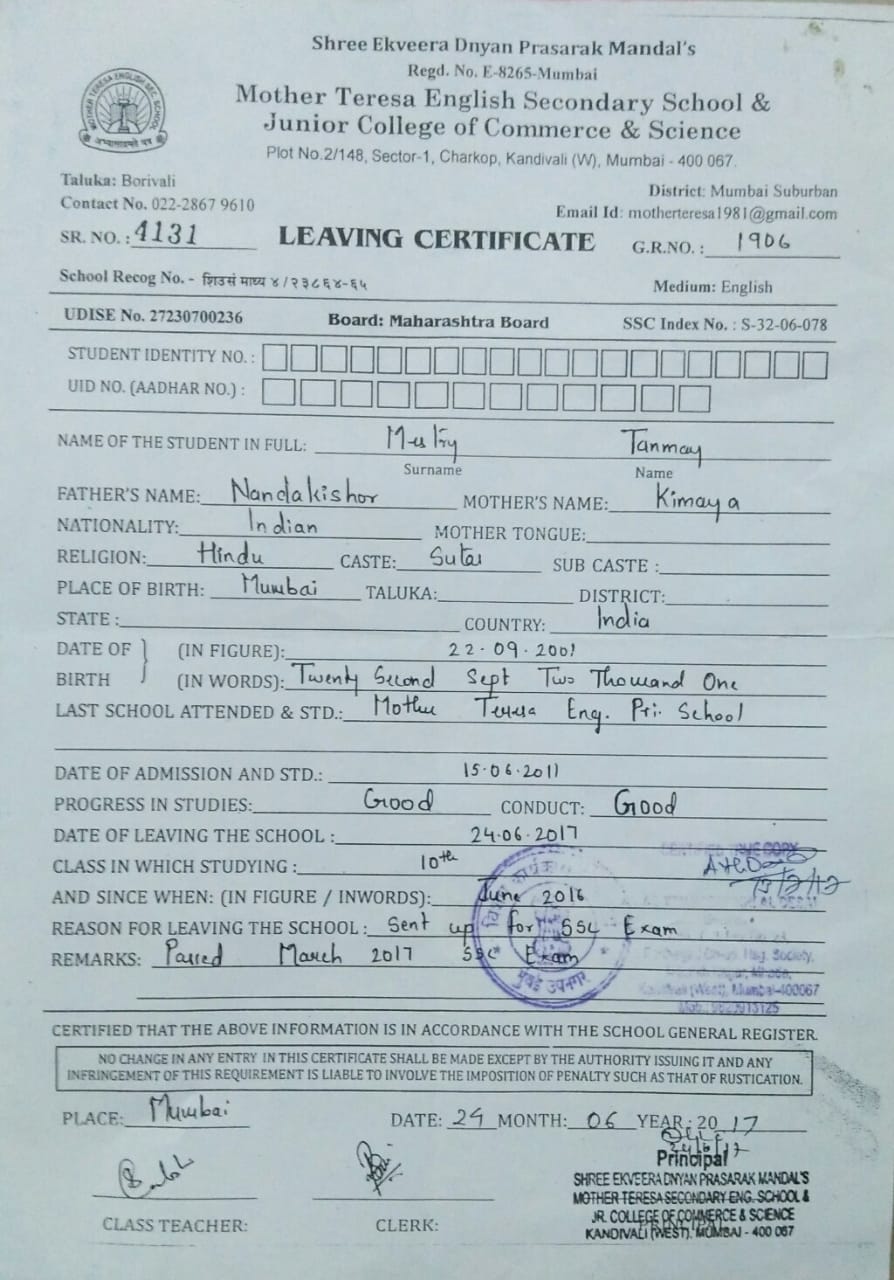 Shree Ekveera Dnyan Prasarak Mandal's
Regd. No. E-8265-Mumbai
Mother Teresa English Secondary School &
Junior College of Commerce & Science
Plot No.2/148, Sector-1, Charkop, Kandivali (W), Mumbai - 400 067.
MOTHER TERESA ENGLISH SEC. SCHOOL
Taluka: Borivali
District: Mumbai Suburban
Contact No. 022-2867 9610
Email Id: motherteresa1981@gmail.com
SR. NO. : 4131 LEAVING CERTIFICATE G.R.NO. : 1906
School Recog No. - शिउसं माध्य ४/२३८६४-६५ Medium: English
UDISE No. 27230700236 Board: Maharashtra Board SSC Index No. : S-32-06-078
STUDENT IDENTITY NO. :
UID NO. (AADHAR NO.) :
NAME OF THE STUDENT IN FULL: Mestry Tanmay
Surname Name
FATHER'S NAME: Nandakishor MOTHER'S NAME: Kimaya
NATIONALITY: Indian MOTHER TONGUE:
RELIGION: Hindu CASTE: Sutar SUB CASTE :
PLACE OF BIRTH: Mumbai TALUKA: DISTRICT:
STATE : COUNTRY: India
DATE OF (IN FIGURE): 22-09-2001
BIRTH (IN WORDS): Twenty Second Sept Two Thousand One
LAST SCHOOL ATTENDED & STD.: Mother Teresa Eng. Pri. School
DATE OF ADMISSION AND STD.: 15-06-2011
PROGRESS IN STUDIES: Good CONDUCT: Good
DATE OF LEAVING THE SCHOOL : 24-06-2017
CLASS IN WHICH STUDYING : 10th
CERTIFIED TRUE COPY
AND SINCE WHEN: (IN FIGURE / INWORDS): June 2016
REASON FOR LEAVING THE SCHOOL : Sent up for SSC Exam
REMARKS: Passed March 2017 SSC Exam
Hsg. Society,
Kandivali (West), Mumbai-400067
मुंबई उपनगर
CERTIFIED THAT THE ABOVE INFORMATION IS IN ACCORDANCE WITH THE SCHOOL GENERAL REGISTER.
NO CHANGE IN ANY ENTRY IN THIS CERTIFICATE SHALL BE MADE EXCEPT BY THE AUTHORITY ISSUING IT AND ANY
INFRINGEMENT OF THIS REQUIREMENT IS LIABLE TO INVOLVE THE IMPOSITION OF PENALTY SUCH AS THAT OF RUSTICATION.
PLACE: Mumbai DATE: 24 MONTH: 06 YEAR: 2017
Principal
SHREE EKVEERA DNYAN PRASARAK MANDAL'S
MOTHER TERESA SECONDARY ENG. SCHOOL &
JR. COLLEGE OF COMMERCE & SCIENCE
KANDIVALI (WEST), MUMBAI - 400 067
CLASS TEACHER: CLERK: